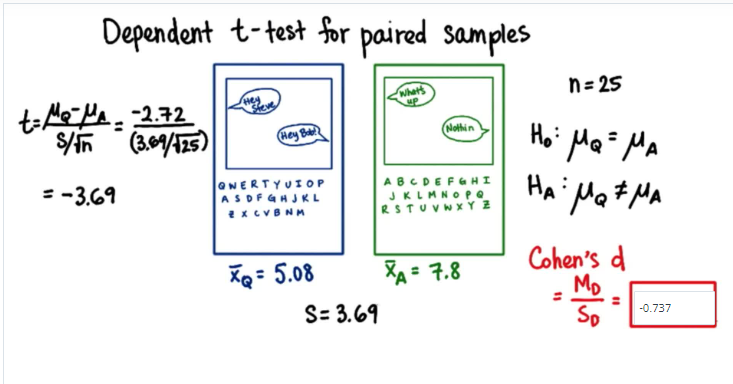 Dependent t-test for paired samples
t = μQ-μA / S/√n = -2.72 / (3.69/√25)
= -3.69
Hey Steve
Hey Bob!
QWERTYUIOP
ASDFGHJKL
ZXCVBNM
x̄Q = 5.08
What's up
Nothin
ABCDEFGHI
JKLMNOPQ
RSTUVWXYZ
x̄A = 7.8
S = 3.69
n = 25
H₀: μQ = μA
HA: μQ ≠ μA
Cohen's d
= MD / SD = -0.737